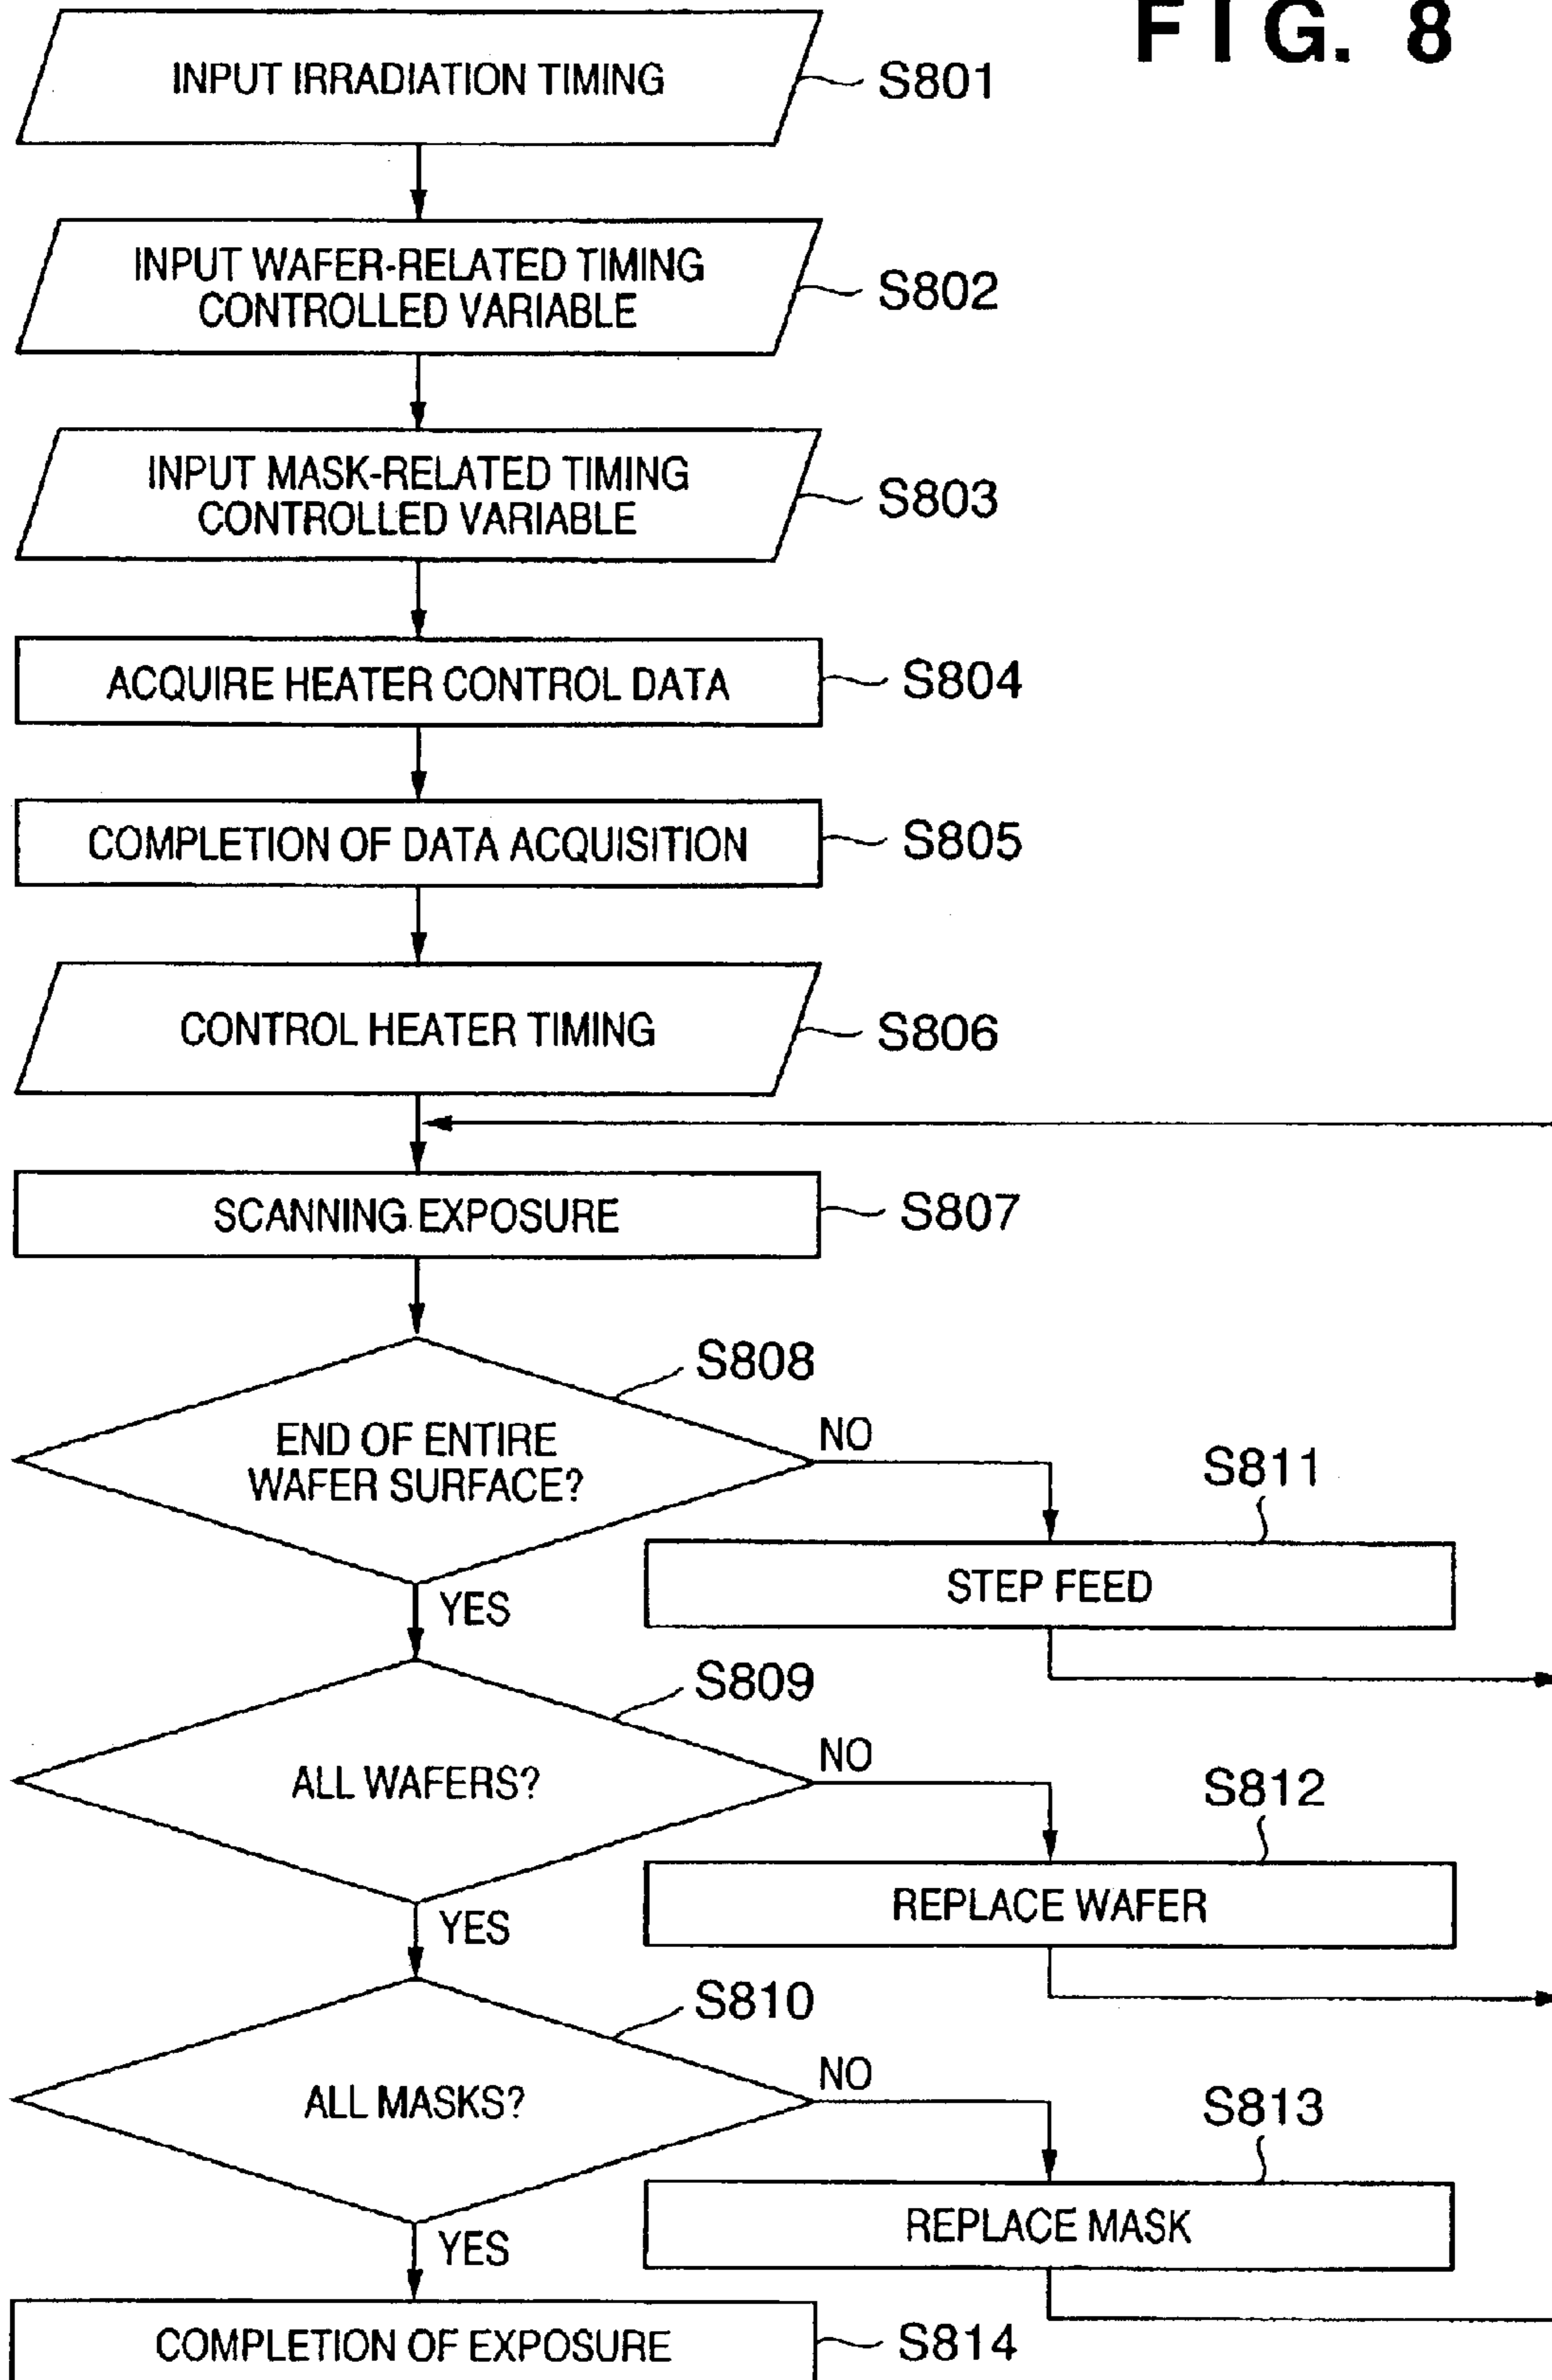 FIG. 8
INPUT IRRADIATION TIMING
S801
INPUT WAFER-RELATED TIMING
CONTROLLED VARIABLE
S802
INPUT MASK-RELATED TIMING
CONTROLLED VARIABLE
S803
ACQUIRE HEATER CONTROL DATA
S804
COMPLETION OF DATA ACQUISITION
S805
CONTROL HEATER TIMING
S806
SCANNING EXPOSURE
S807
S808
END OF ENTIRE
WAFER SURFACE?
NO
S811
STEP FEED
YES
S809
ALL WAFERS?
NO
S812
REPLACE WAFER
YES
S810
ALL MASKS?
NO
S813
REPLACE MASK
YES
COMPLETION OF EXPOSURE
S814